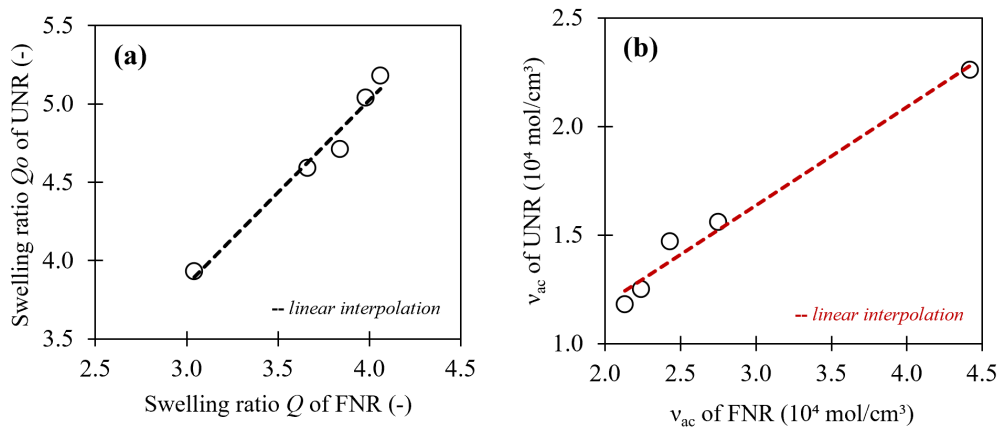 (a)
Swelling ratio Qo of UNR (-)
5.5
5.0
4.5
4.0
3.5
2.5 3.0 3.5 4.0 4.5
-- linear interpolation
Swelling ratio Q of FNR (-)
(b)
νac of UNR (10⁴ mol/cm³)
2.5
2.0
1.5
1.0
2.0 2.5 3.0 3.5 4.0 4.5
-- linear interpolation
νac of FNR (10⁴ mol/cm³)